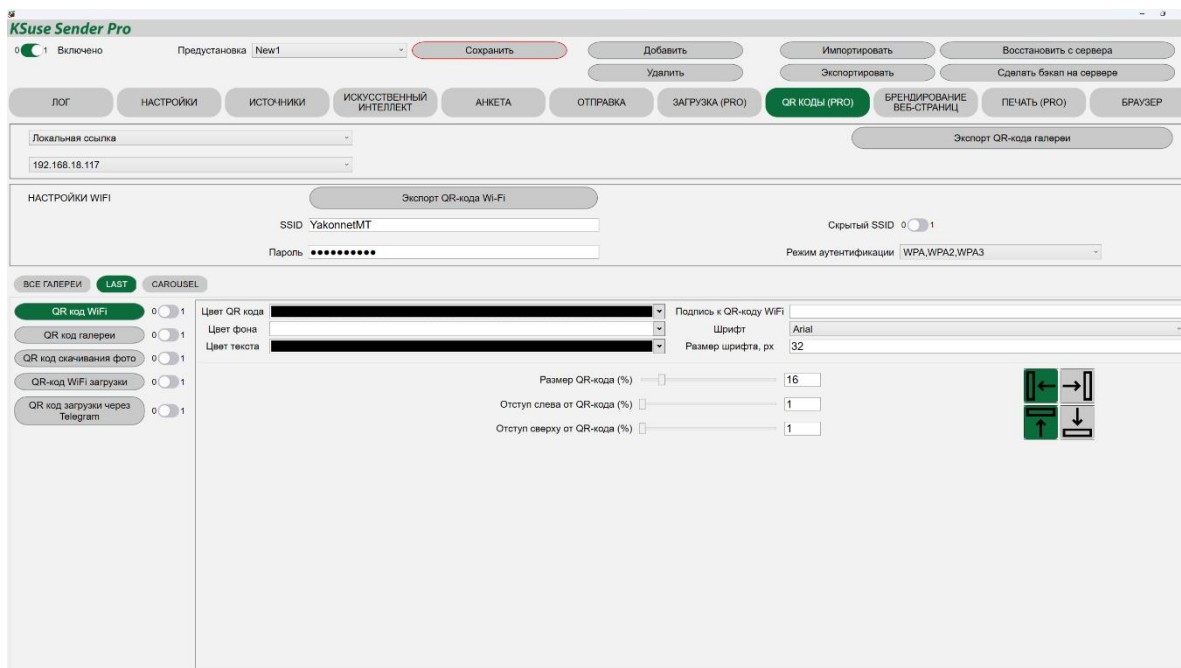 KSuse Sender Pro
0 1 Включено Предустановка New1 Сохранить Добавить Импортировать Восстановить с сервера
Удалить Экспортировать Сделать бэкап на сервере
ЛОГ НАСТРОЙКИ ИСТОЧНИКИ ИСКУССТВЕННЫЙ ИНТЕЛЛЕКТ АНКЕТА ОТПРАВКА ЗАГРУЗКА (PRO) QR КОДЫ (PRO) БРЕНДИРОВАНИЕ ВЕБ-СТРАНИЦ ПЕЧАТЬ (PRO) БРАУЗЕР
Локальная ссылка Экспорт QR-кода галереи
192.168.18.117
НАСТРОЙКИ WIFI Экспорт QR-кода Wi-Fi
SSID YakonnetMT Скрытый SSID 0 1
Пароль ●●●●●●●●●● Режим аутентификации WPA,WPA2,WPA3
ВСЕ ГАЛЕРЕИ LAST CAROUSEL
QR код WiFi 0 1 Цвет QR кода Подпись к QR-коду WiFi
QR код галереи 0 1 Цвет фона Шрифт Arial
QR код скачивания фото 0 1 Цвет текста Размер шрифта, px 32
QR-код WiFi загрузки 0 1 Размер QR-кода (%) 16
QR код загрузки через Telegram 0 1 Отступ слева от QR-кода (%) 1
Отступ сверху от QR-кода (%) 1